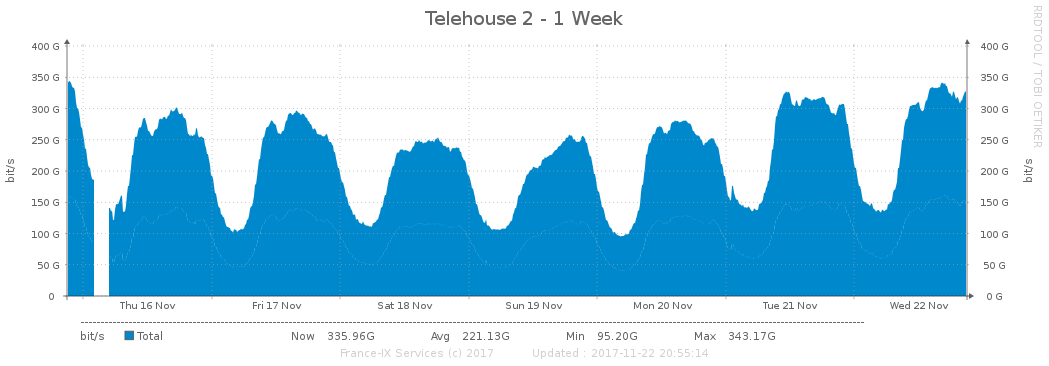 Telehouse 2 - 1 Week
RRDTOOL / TOBI OETIKER
400 G 400 G
350 G 350 G
300 G 300 G
250 G 250 G
200 G 200 G
150 G 150 G
100 G 100 G
50 G 50 G
0 0 G
bit/s bit/s
Thu 16 Nov Fri 17 Nov Sat 18 Nov Sun 19 Nov Mon 20 Nov Tue 21 Nov Wed 22 Nov
bit/s Total Now 335.96G Avg 221.13G Min 95.20G Max 343.17G
France-IX Services (c) 2017 Updated : 2017-11-22 20:55:14